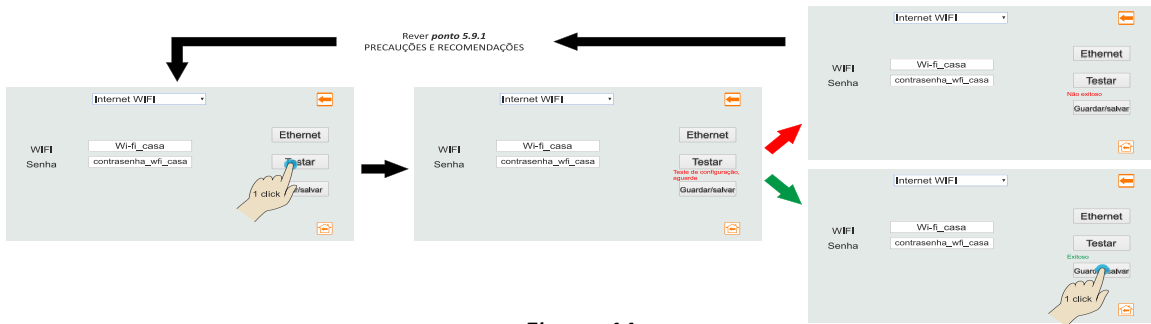 Rever ponto 5.9.1
PRECAUÇÕES E RECOMENDAÇÕES
Internet WIFI
Ethernet
WIFI
Wi-fi_casa
Senha
contrasenha_wfi_casa
Testar
1 click
r/salvar
Internet WIFI
Ethernet
WIFI
Wi-fi_casa
Senha
contrasenha_wfi_casa
Testar
Teste de configuração,
aguarde
Guardar/salvar
Internet WIFI
Ethernet
WIFI
Wi-fi_casa
Senha
contrasenha_wfi_casa
Testar
Não exitoso
Guardar/salvar
Internet WIFI
Ethernet
WIFI
Wi-fi_casa
Senha
contrasenha_wfi_casa
Testar
Exitoso
Guardar/salvar
1 click